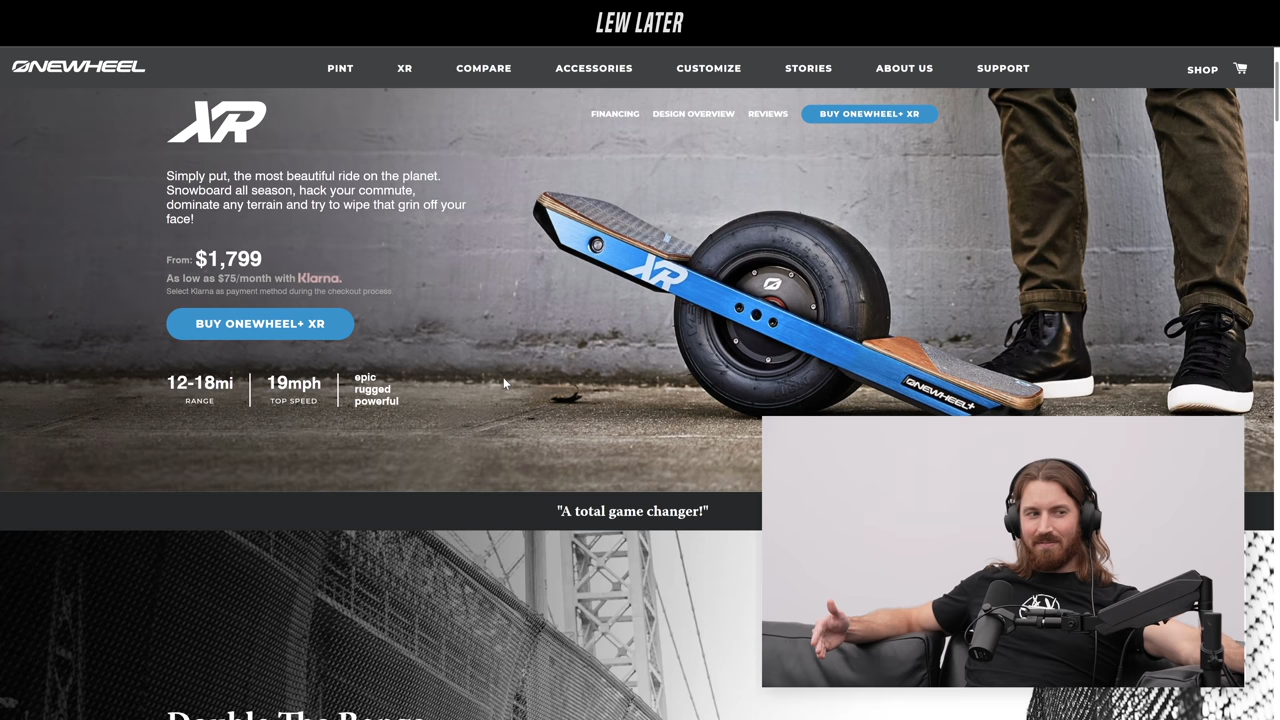 LEW LATER
ONEWHEEL
PINT XR COMPARE ACCESSORIES CUSTOMIZE STORIES ABOUT US SUPPORT SHOP
XR
FINANCING DESIGN OVERVIEW REVIEWS BUY ONEWHEEL+ XR
Simply put, the most beautiful ride on the planet.
Snowboard all season, hack your commute,
dominate any terrain and try to wipe that grin off your
face!
From: $1,799
As low as $75/month with Klarna.
Select Klarna as payment method during the checkout process
BUY ONEWHEEL+ XR
12-18mi
RANGE
19mph
TOP SPEED
epic
rugged
powerful
XR
ONEWHEEL+
"A total game changer!"
Double The Range